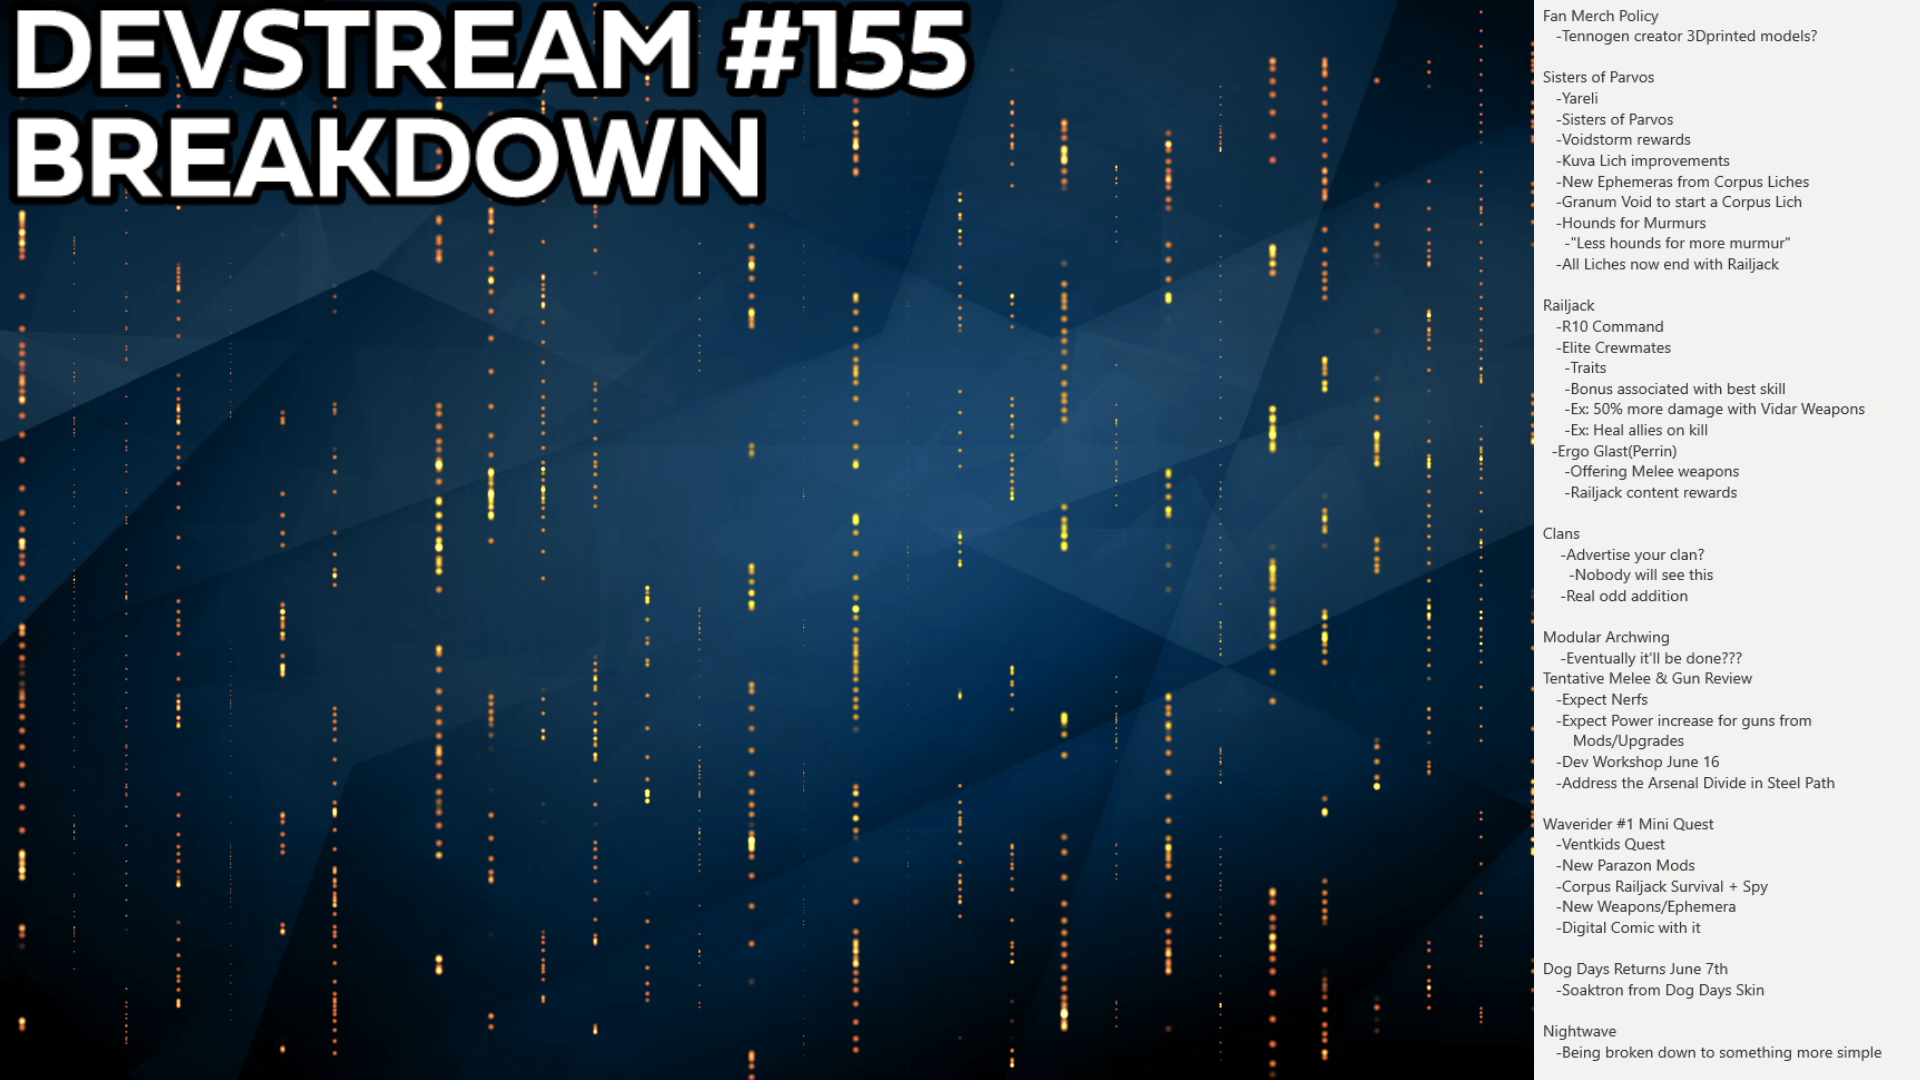 DEVSTREAM #155
BREAKDOWN
Fan Merch Policy
-Tennogen creator 3Dprinted models?
Sisters of Parvos
-Yareli
-Sisters of Parvos
-Voidstorm rewards
-Kuva Lich improvements
-New Ephemeras from Corpus Liches
-Granum Void to start a Corpus Lich
-Hounds for Murmurs
-"Less hounds for more murmur"
-All Liches now end with Railjack
Railjack
-R10 Command
-Elite Crewmates
-Traits
-Bonus associated with best skill
-Ex: 50% more damage with Vidar Weapons
-Ex: Heal allies on kill
-Ergo Glast(Perrin)
-Offering Melee weapons
-Railjack content rewards
Clans
-Advertise your clan?
-Nobody will see this
-Real odd addition
Modular Archwing
-Eventually it'll be done???
Tentative Melee & Gun Review
-Expect Nerfs
-Expect Power increase for guns from
Mods/Upgrades
-Dev Workshop June 16
-Address the Arsenal Divide in Steel Path
Waverider #1 Mini Quest
-Ventkids Quest
-New Parazon Mods
-Corpus Railjack Survival + Spy
-New Weapons/Ephemera
-Digital Comic with it
Dog Days Returns June 7th
-Soaktron from Dog Days Skin
Nightwave
-Being broken down to something more simple